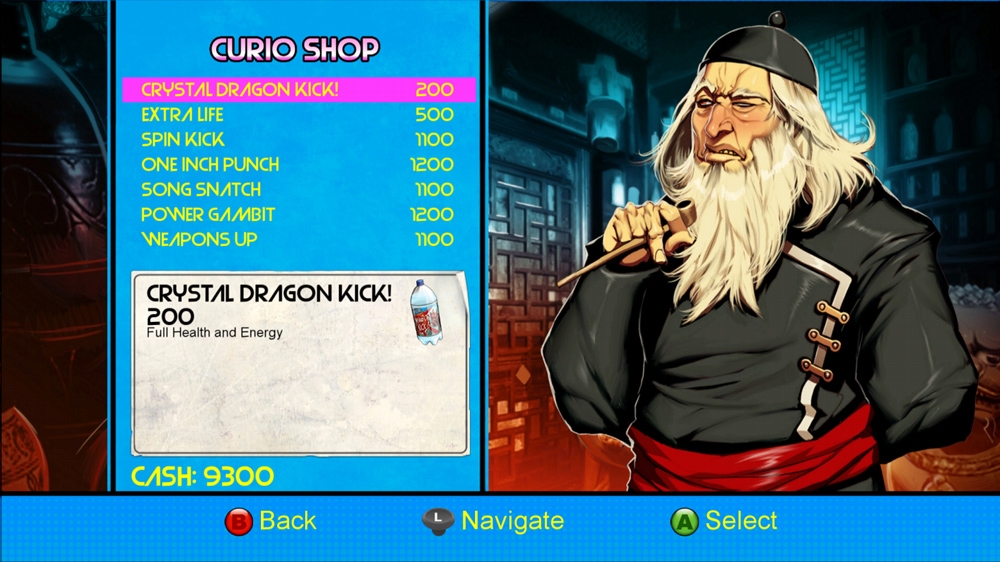 CURIO SHOP
CRYSTAL DRAGON KICK! 200
EXTRA LIFE 500
SPIN KICK 1100
ONE INCH PUNCH 1200
SONG SNATCH 1100
POWER GAMBIT 1200
WEAPONS UP 1100
CRYSTAL DRAGON KICK!
200
Full Health and Energy
CASH: 9300
B Back L Navigate A Select